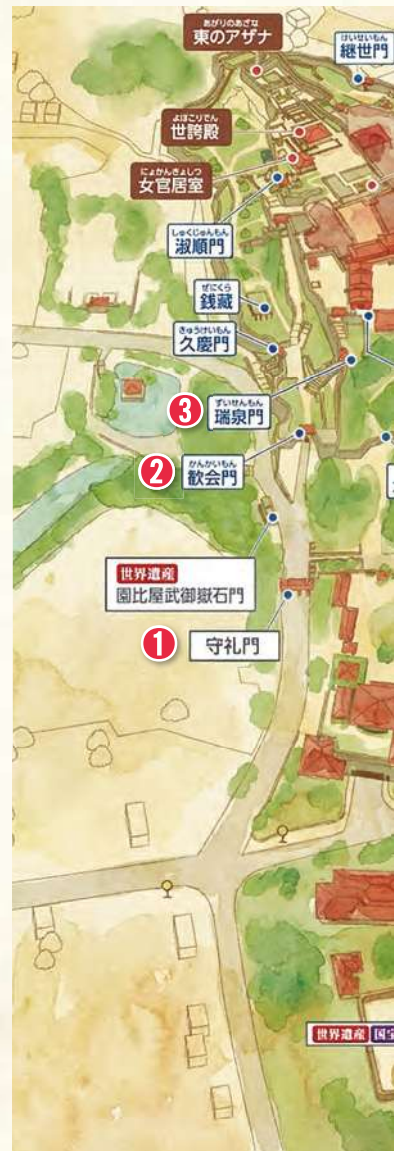 あがりのあざな
東のアザナ
けいせいもん
継世門
よほこりでん
世誇殿
にょかんきょしつ
女官居室
しゅくじゅんもん
淑順門
ぜにくら
銭蔵
きゅうけいもん
久慶門
3
ずいせんもん
瑞泉門
2
かんかいもん
歓会門
世界遺産
園比屋武御嶽石門
1
守礼門
世界遺産 国宝